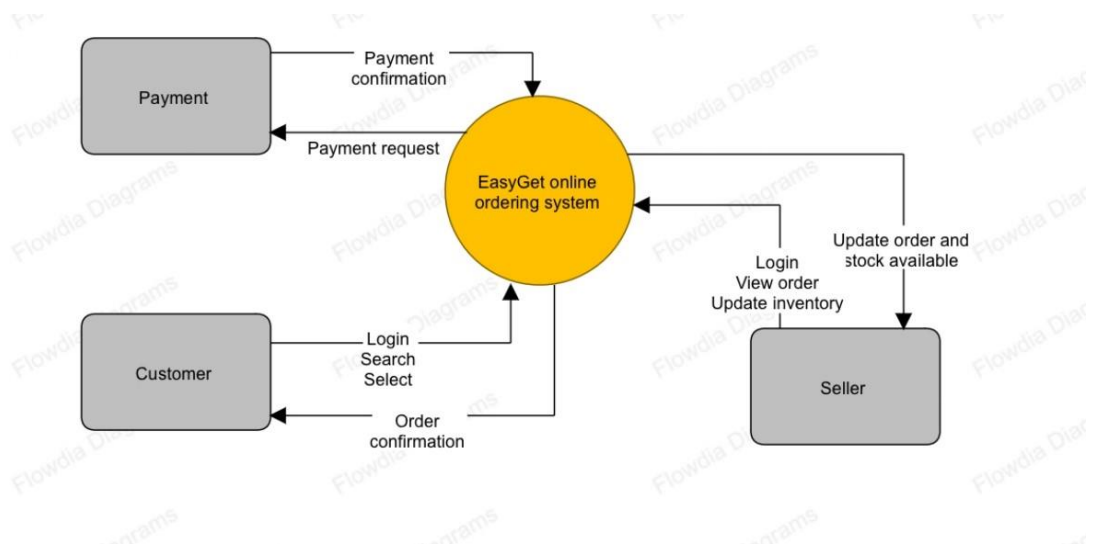 Payment
confirmation
Payment
Payment request
EasyGet online
ordering system
Update order and
stock available
Login
View order
Update inventory
Login
Search
Select
Customer
Seller
Order
confirmation
Flowdia Diagrams